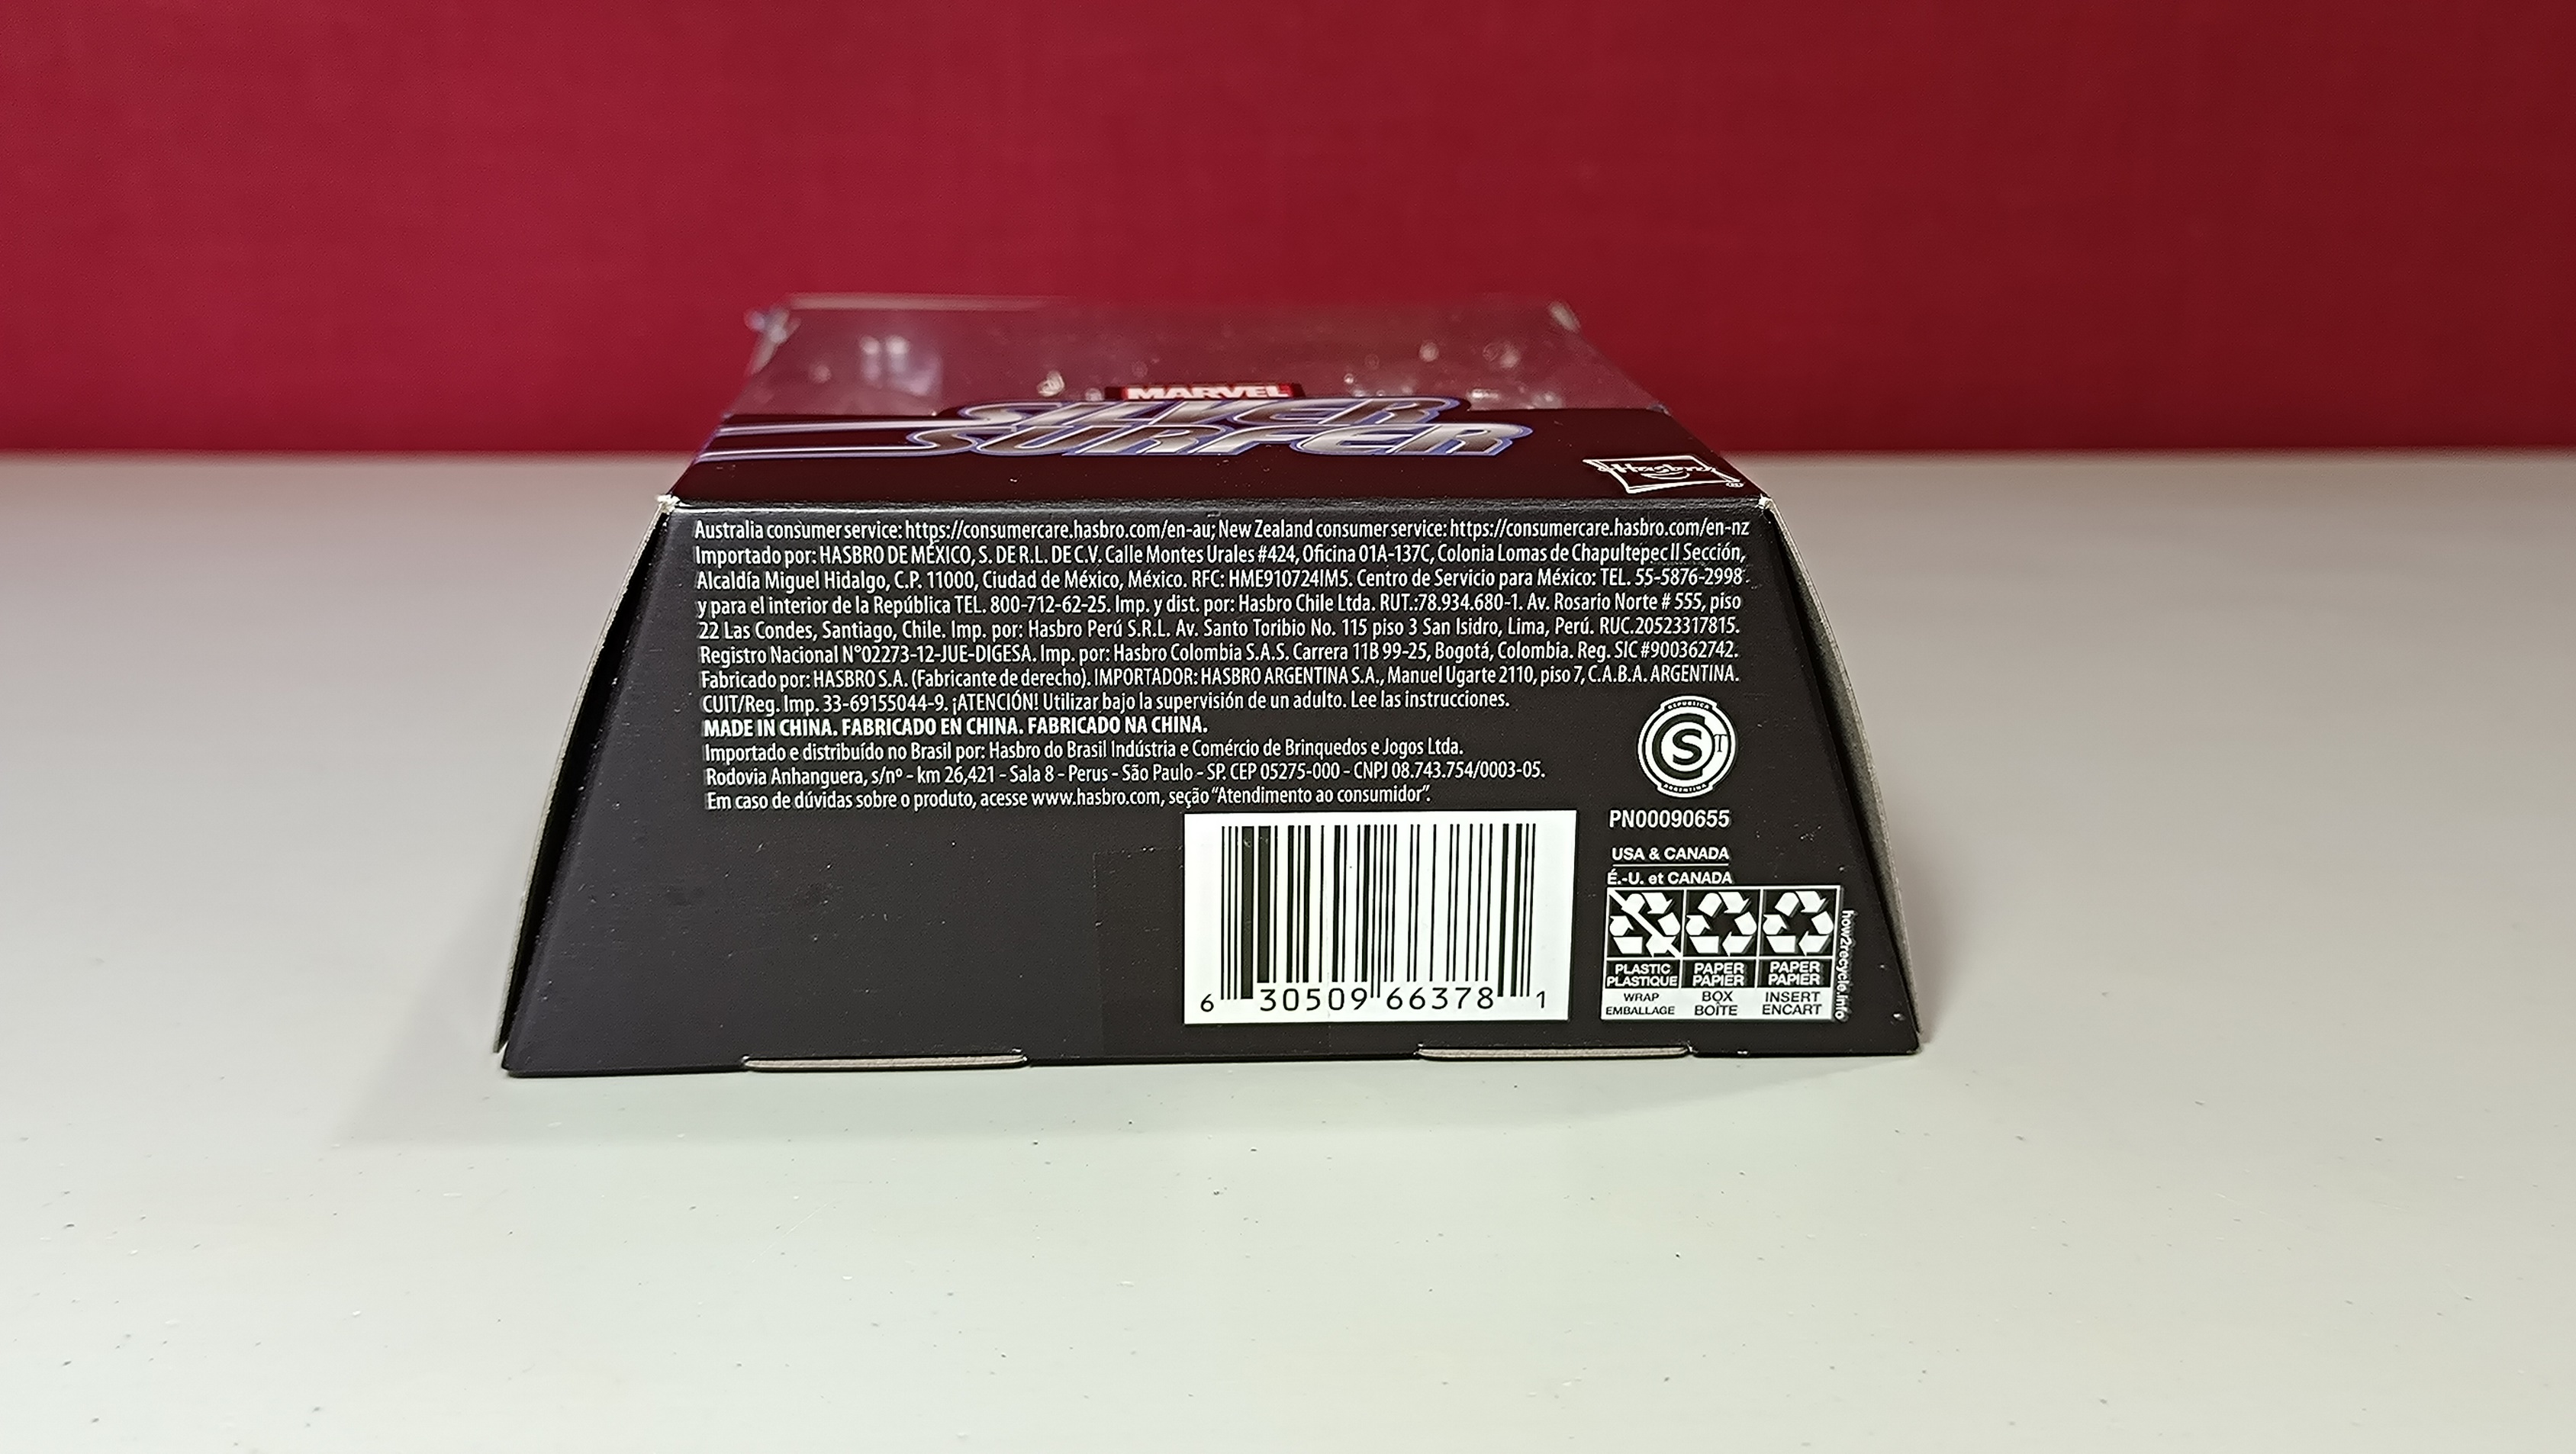 MARVEL
SILVER
SURFER
Hasbro
Australia consumer service: https://consumercare.hasbro.com/en-au; New Zealand consumer service: https://consumercare.hasbro.com/en-nz
Importado por: HASBRO DE MÉXICO, S. DE R.L. DE C.V. Calle Montes Urales #424, Oficina 01A-137C, Colonia Lomas de Chapultepec II Sección,
Alcaldía Miguel Hidalgo, C.P. 11000, Ciudad de México, México. RFC: HME910724IM5. Centro de Servicio para México: TEL. 55-5876-2998
y para el interior de la República TEL. 800-712-62-25. Imp. y dist. por: Hasbro Chile Ltda. RUT.:78.934.680-1. Av. Rosario Norte # 555, piso
22 Las Condes, Santiago, Chile. Imp. por: Hasbro Perú S.R.L. Av. Santo Toribio No. 115 piso 3 San Isidro, Lima, Perú. RUC.20523317815.
Registro Nacional N°02273-12-JUE-DIGESA. Imp. por: Hasbro Colombia S.A.S. Carrera 11B 99-25, Bogotá, Colombia. Reg. SIC #900362742.
Fabricado por: HASBRO S.A. (Fabricante de derecho). IMPORTADOR: HASBRO ARGENTINA S.A., Manuel Ugarte 2110, piso 7, C.A.B.A. ARGENTINA.
CUIT/Reg. Imp. 33-69155044-9. ¡ATENCIÓN! Utilizar bajo la supervisión de un adulto. Lee las instrucciones.
MADE IN CHINA. FABRICADO EN CHINA. FABRICADO NA CHINA.
Importado e distribuído no Brasil por: Hasbro do Brasil Indústria e Comércio de Brinquedos e Jogos Ltda.
Rodovia Anhanguera, s/nº - km 26,421 - Sala 8 - Perus - São Paulo - SP. CEP 05275-000 - CNPJ 08.743.754/0003-05.
Em caso de dúvidas sobre o produto, acesse www.hasbro.com, seção “Atendimento ao consumidor”.
REPUBLICA
S
ARGENTINA
PN00090655
USA & CANADA
É.-U. et CANADA
PLASTIC PAPER PAPER
PLASTIQUE PAPIER PAPIER
WRAP BOX INSERT
EMBALLAGE BOÎTE ENCART
how2recycle.info
6 30509 66378 1